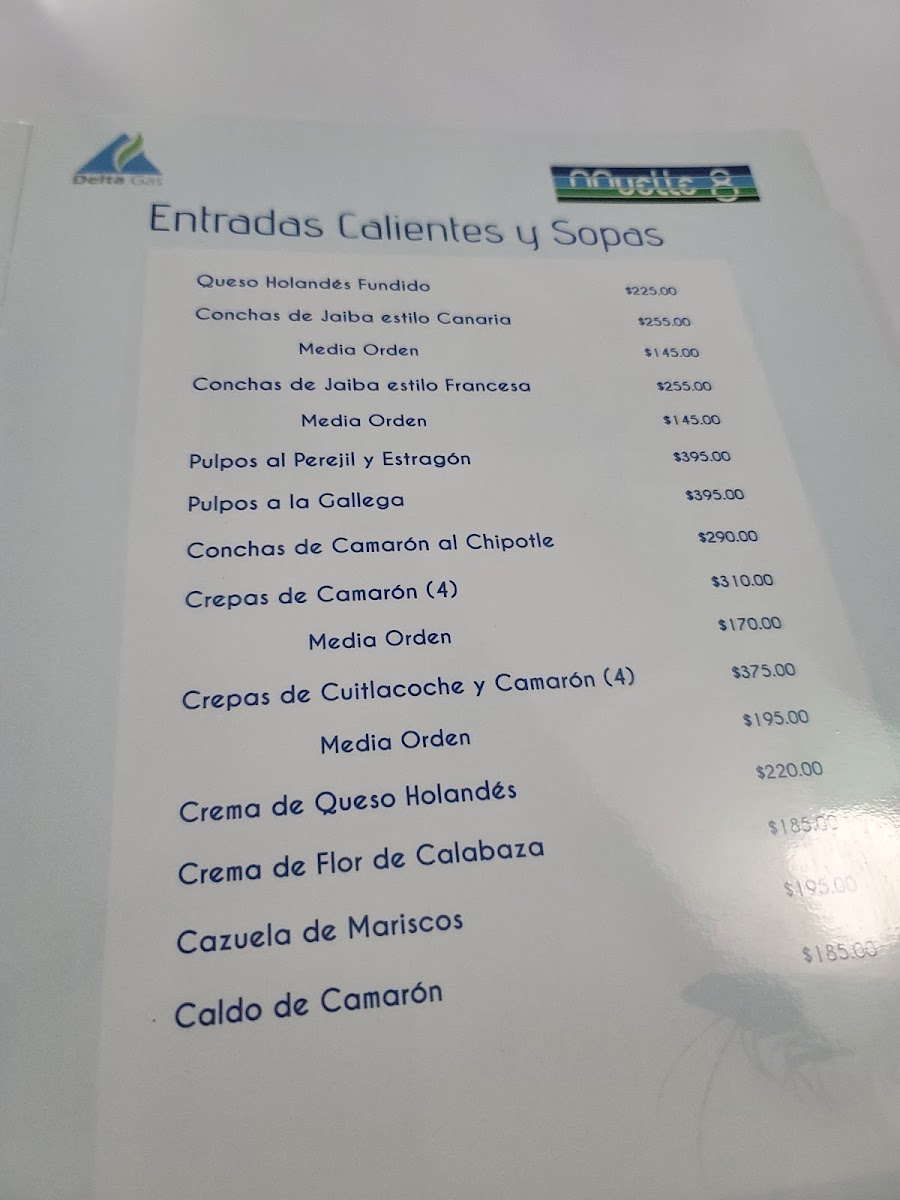 Delta Gas
Muelle 8
Entradas Calientes y Sopas
Queso Holandés Fundido $225.00
Conchas de Jaiba estilo Canaria $255.00
Media Orden $145.00
Conchas de Jaiba estilo Francesa $255.00
Media Orden $145.00
Pulpos al Perejil y Estragón $395.00
Pulpos a la Gallega $395.00
Conchas de Camarón al Chipotle $290.00
Crepas de Camarón (4) $310.00
Media Orden $170.00
Crepas de Cuitlacoche y Camarón (4) $375.00
Media Orden $195.00
Crema de Queso Holandés $220.00
Crema de Flor de Calabaza $185.00
Cazuela de Mariscos $195.00
Caldo de Camarón $185.00